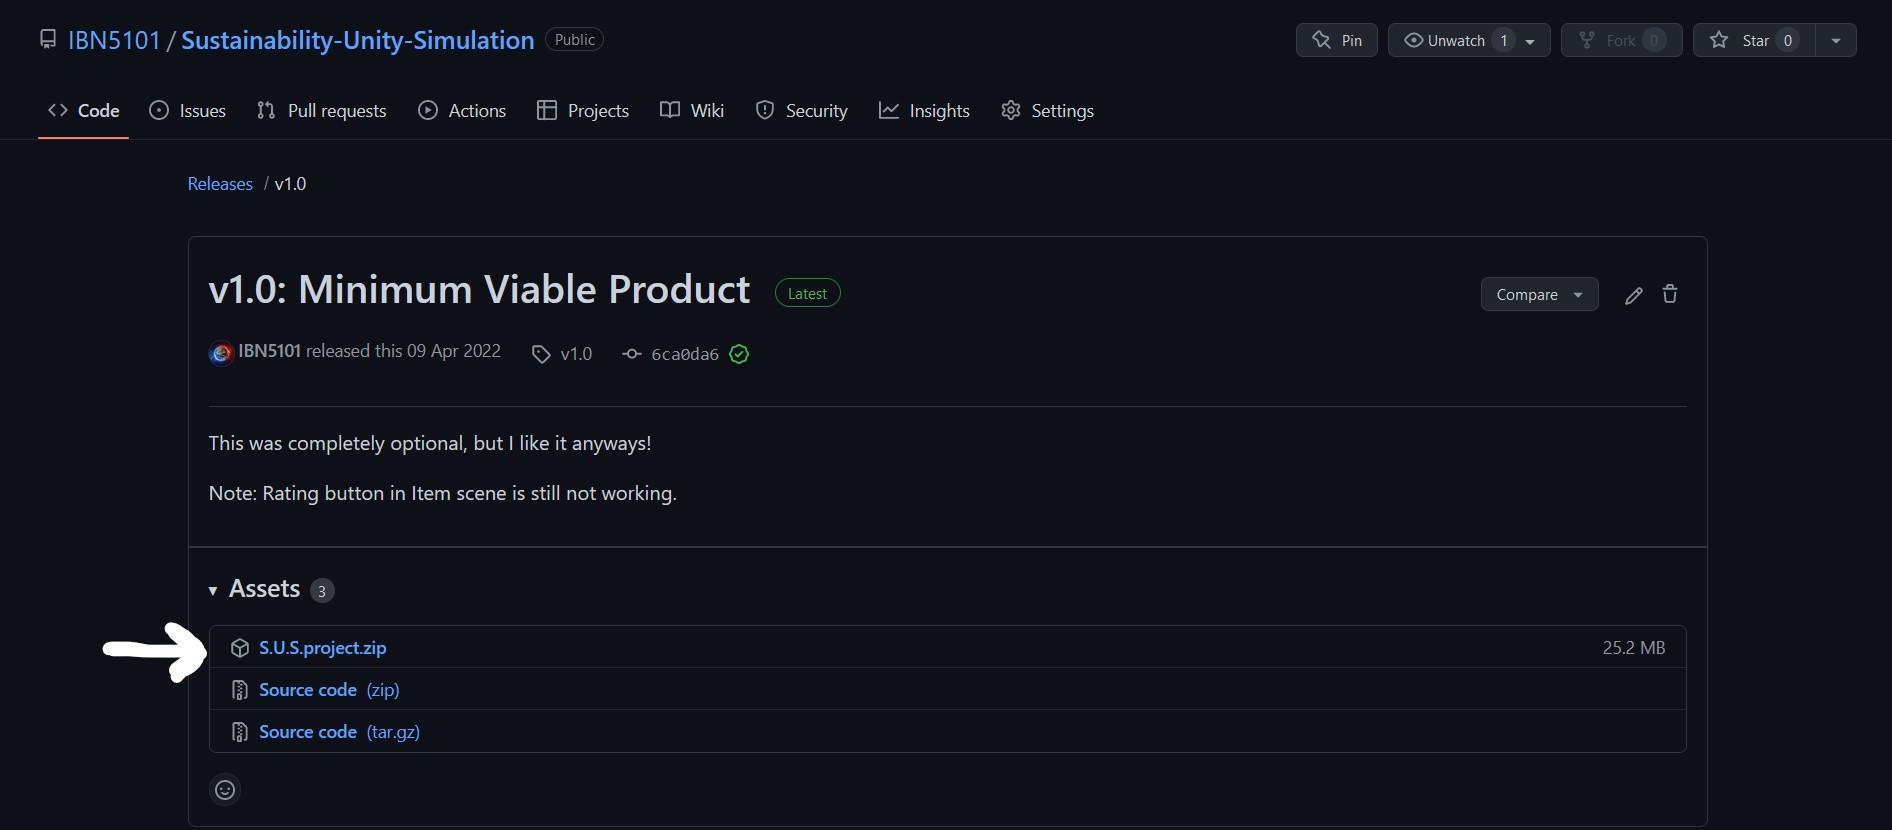 IBN5101 / Sustainability-Unity-Simulation Public Pin Unwatch 1 Fork 0 Star 0
Code Issues Pull requests Actions Projects Wiki Security Insights Settings
Releases / v1.0
v1.0: Minimum Viable Product Latest Compare
IBN5101 released this 09 Apr 2022 v1.0 6ca0da6
This was completely optional, but I like it anyways!
Note: Rating button in Item scene is still not working.
Assets 3
S.U.S.project.zip 25.2 MB
Source code (zip)
Source code (tar.gz)